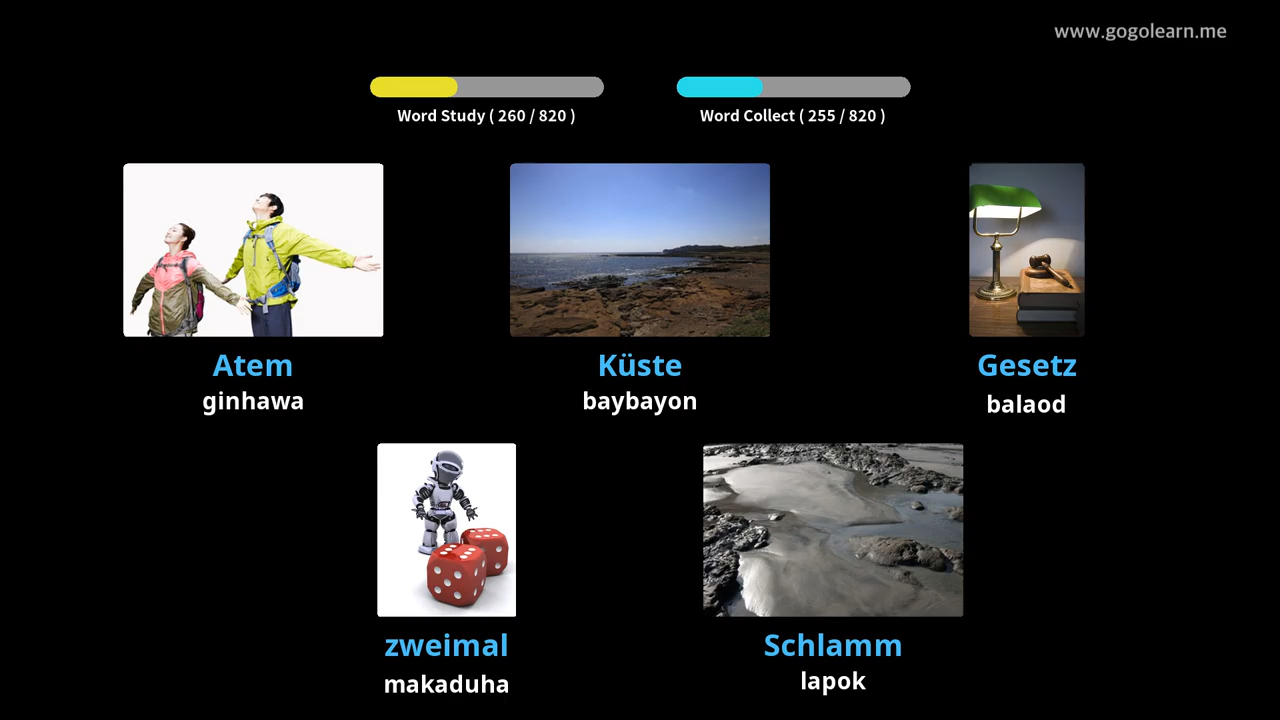 www.gogolearn.me
Word Study ( 260 / 820 )
Word Collect ( 255 / 820 )
Atem
ginhawa
Küste
baybayon
Gesetz
balaod
zweimal
makaduha
Schlamm
lapok